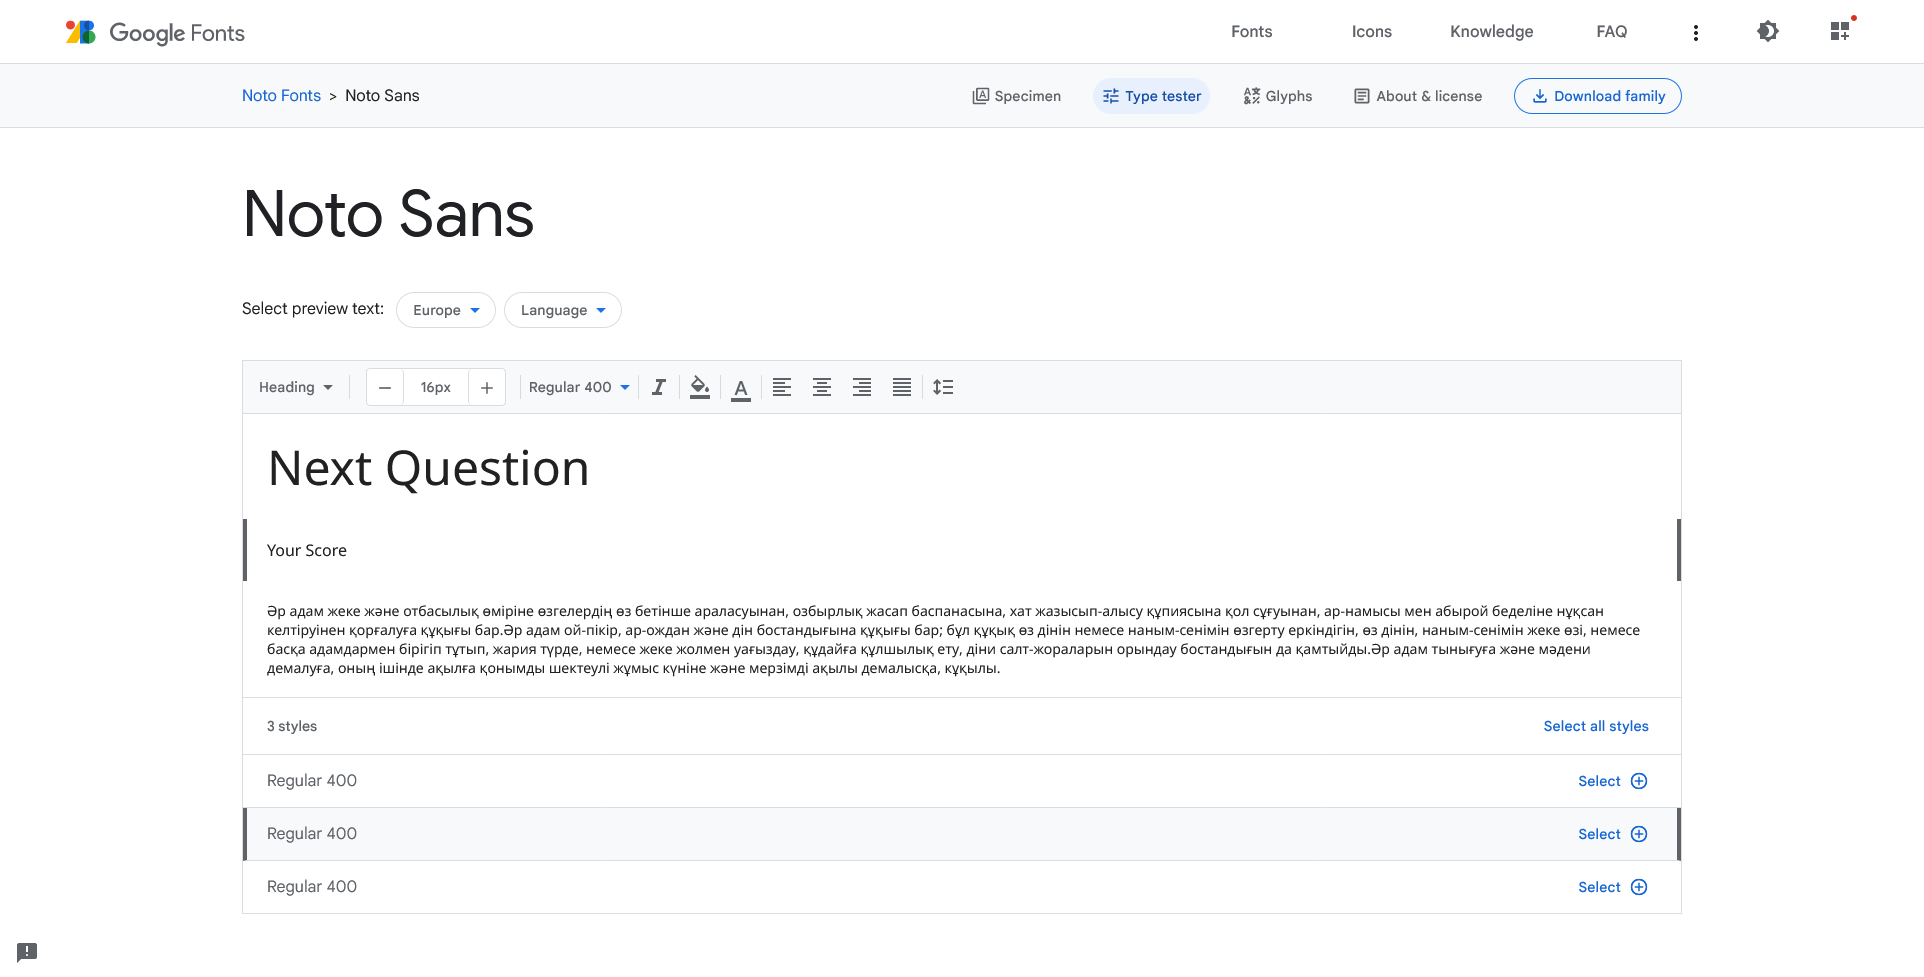 Google Fonts
Fonts
Icons
Knowledge
FAQ
Noto Fonts > Noto Sans
Specimen
Type tester
Glyphs
About & license
Download family
Noto Sans
Select preview text:
Europe
Language
Heading
16px
Regular 400
Next Question
Your Score
Әр адам жеке және отбасылық өміріне өзгелердің өз бетінше араласуынан, озбырлық жасап баспанасына, хат жазысып-алысу құпиясына қол сұғуынан, ар-намысы мен абырой беделіне нұқсан
келтіруінен қорғалуға құқығы бар.Әр адам ой-пікір, ар-ождан және дін бостандығына құқығы бар; бұл құқық өз дінін немесе наным-сенімін өзгерту еркіндігін, өз дінін, наным-сенімін жеке өзі, немесе
басқа адамдармен бірігіп тұтып, жария түрде, немесе жеке жолмен уағыздау, құдайға құлшылық ету, діни салт-жораларын орындау бостандығын да қамтыйды.Әр адам тынығуға және мәдени
демалуға, оның ішінде ақылға қонымды шектеулі жұмыс күніне және мерзімді ақылы демалысқа, құқылы.
3 styles
Select all styles
Regular 400
Select
Regular 400
Select
Regular 400
Select